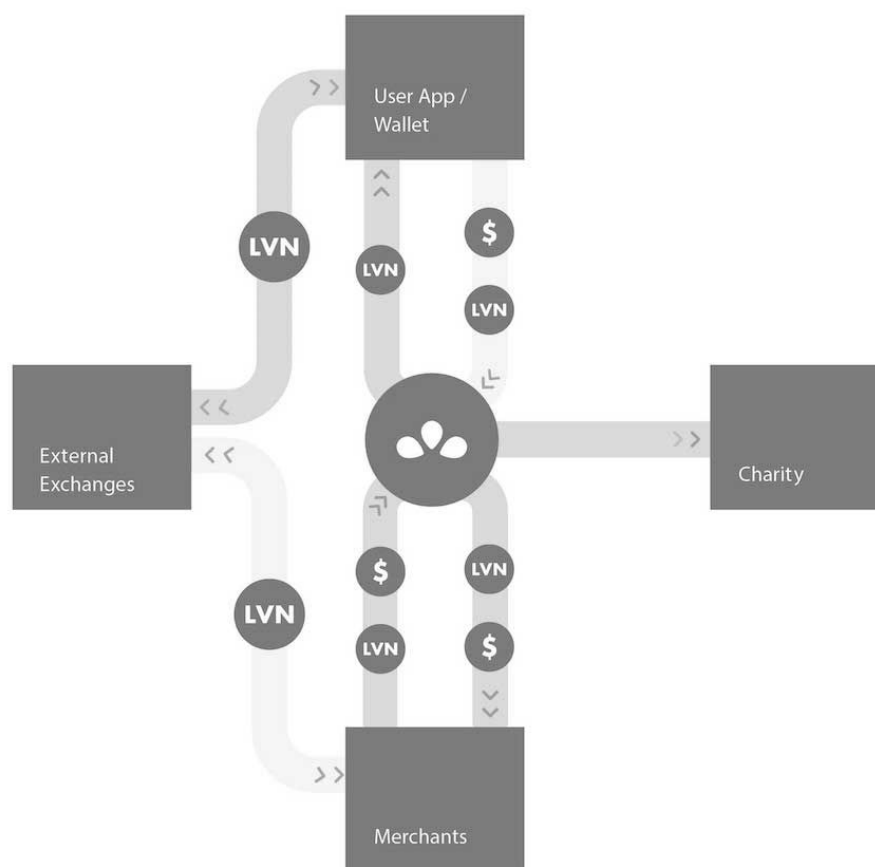 User App /
Wallet
$
LVN
LVN
LVN
External
Exchanges
Charity
$
LVN
LVN
LVN
$
Merchants